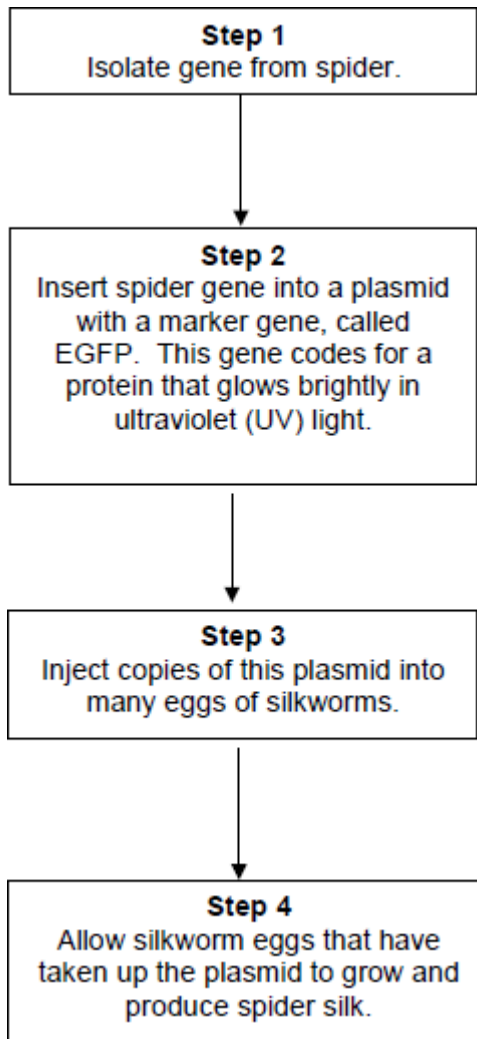 Step 1
Isolate gene from spider.
Step 2
Insert spider gene into a plasmid
with a marker gene, called
EGFP. This gene codes for a
protein that glows brightly in
ultraviolet (UV) light.
Step 3
Inject copies of this plasmid into
many eggs of silkworms.
Step 4
Allow silkworm eggs that have
taken up the plasmid to grow and
produce spider silk.